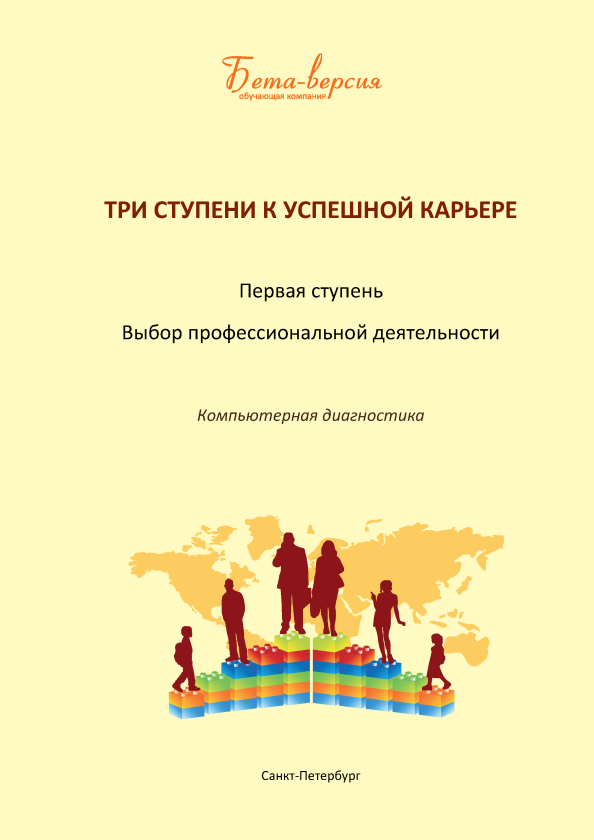 Бета-версия
обучающая компания
ТРИ СТУПЕНИ К УСПЕШНОЙ КАРЬЕРЕ
Первая ступень
Выбор профессиональной деятельности
Компьютерная диагностика
Санкт-Петербург